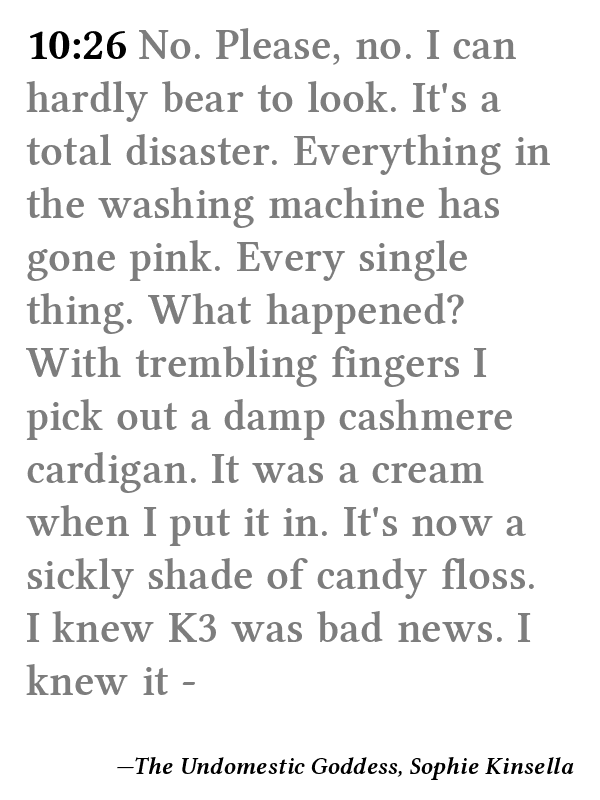 10:26 No. Please, no. I can
hardly bear to look. It's a
total disaster. Everything in
the washing machine has
gone pink. Every single
thing. What happened?
With trembling fingers I
pick out a damp cashmere
cardigan. It was a cream
when I put it in. It's now a
sickly shade of candy floss.
I knew K3 was bad news. I
knew it -
—The Undomestic Goddess, Sophie Kinsella